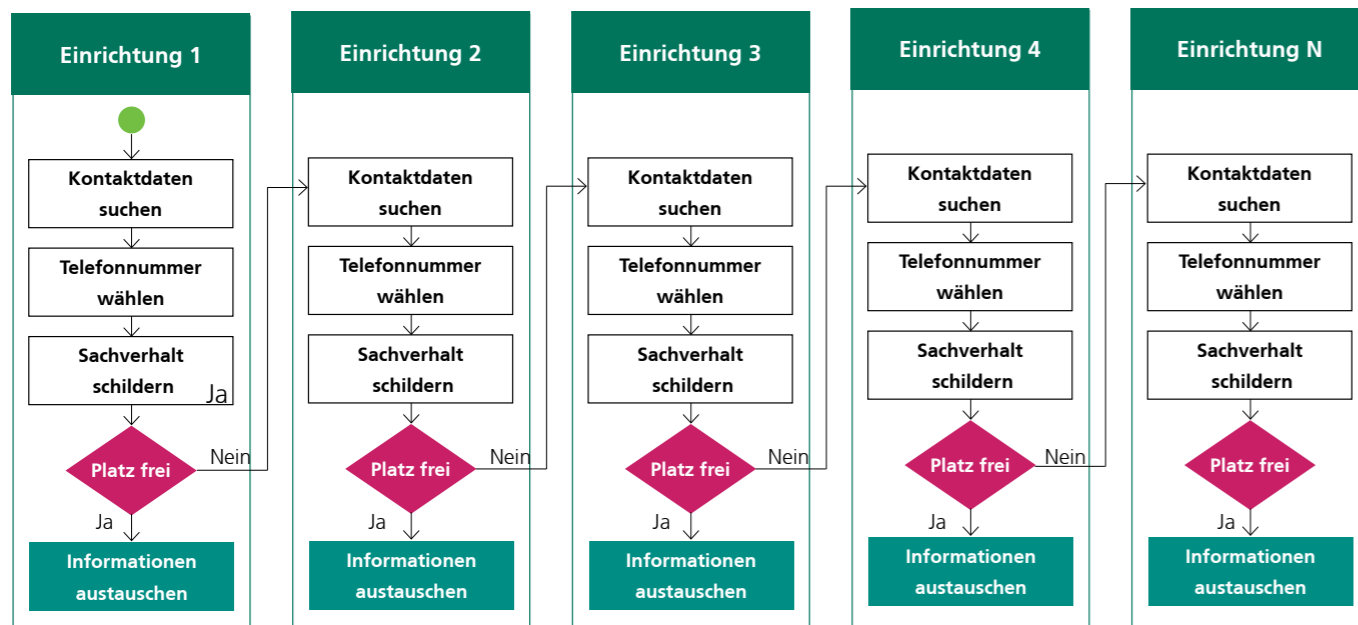 Einrichtung 1
Kontaktdaten
suchen
Telefonnummer
wählen
Sachverhalt
schildern
Ja
Platz frei
Nein
Ja
Informationen
austauschen
Einrichtung 2
Kontaktdaten
suchen
Telefonnummer
wählen
Sachverhalt
schildern
Platz frei
Nein
Ja
Informationen
austauschen
Einrichtung 3
Kontaktdaten
suchen
Telefonnummer
wählen
Sachverhalt
schildern
Platz frei
Nein
Ja
Informationen
austauschen
Einrichtung 4
Kontaktdaten
suchen
Telefonnummer
wählen
Sachverhalt
schildern
Platz frei
Nein
Ja
Informationen
austauschen
Einrichtung N
Kontaktdaten
suchen
Telefonnummer
wählen
Sachverhalt
schildern
Platz frei
Ja
Informationen
austauschen